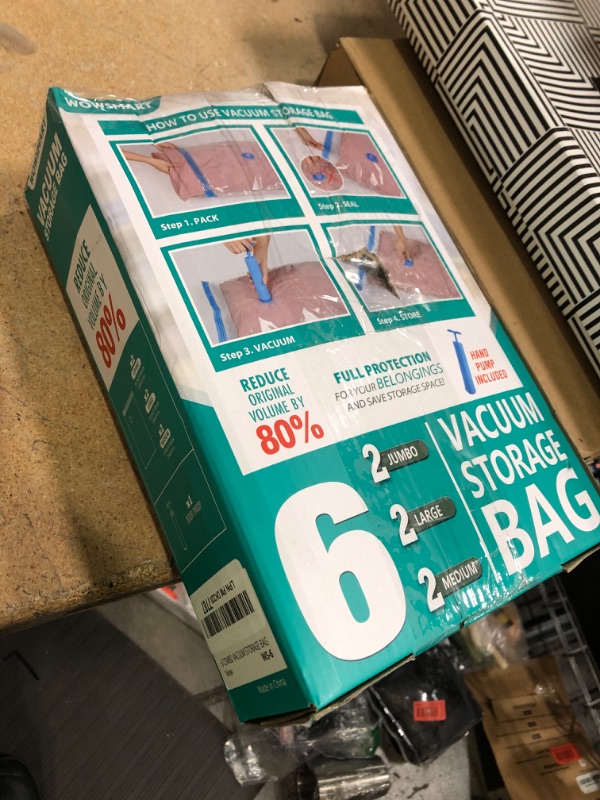 WOWSMART
HOW TO USE VACUUM STORAGE BAG
Step 1. PACK
Step 2. SEAL
Step 3. VACUUM
Step 4. STORE
REDUCE
ORIGINAL
VOLUME BY
80%
FULL PROTECTION
FOR YOUR BELONGINGS
AND SAVE STORAGE SPACE!
HAND
PUMP
INCLUDED
6
2 JUMBO
2 LARGE
2 MEDIUM
VACUUM
STORAGE
BAG
VACUUM
STORAGE BAG
REDUCE
ORIGINAL
VOLUME BY
80%
x1
WS-6
Made in China